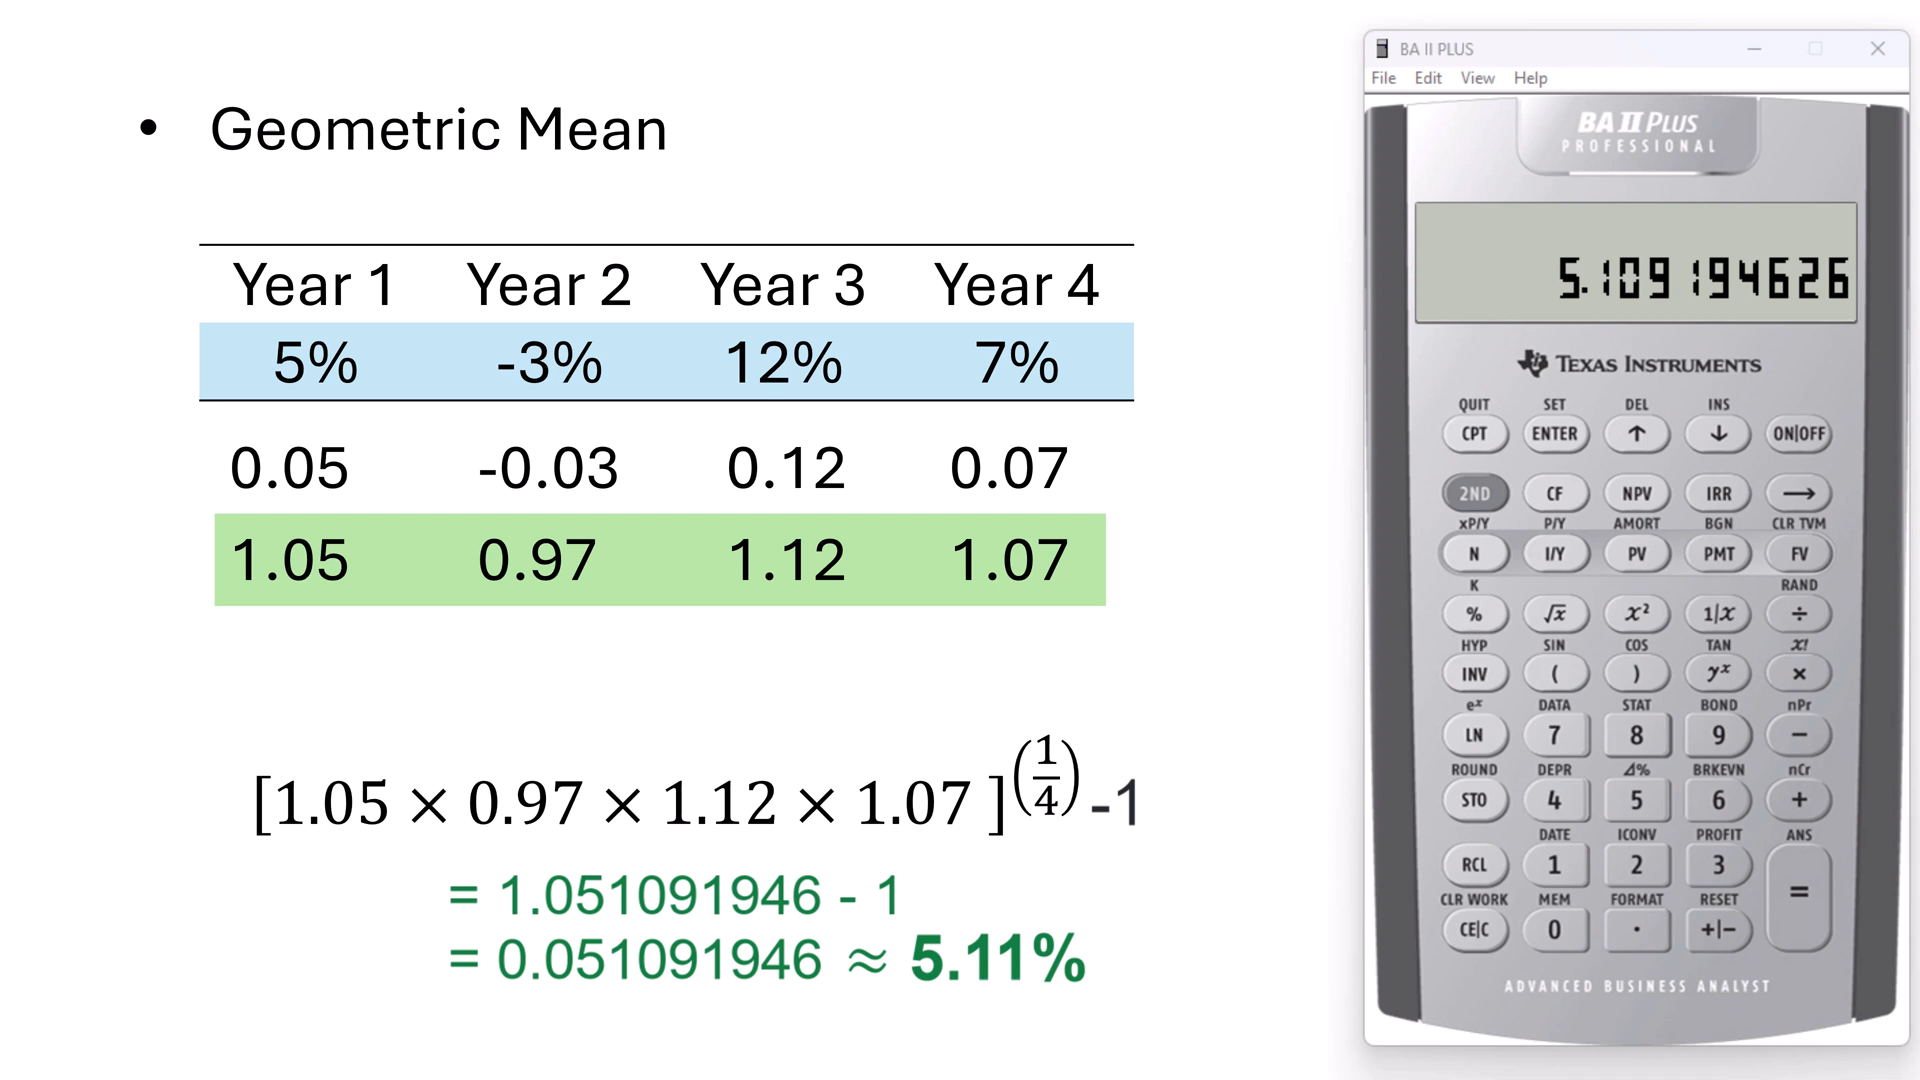 • Geometric Mean
Year 1 Year 2 Year 3 Year 4
5% -3% 12% 7%
0.05 -0.03 0.12 0.07
1.05 0.97 1.12 1.07
[1.05 × 0.97 × 1.12 × 1.07 ]^(1/4) -1
= 1.051091946 - 1
= 0.051091946 ≈ 5.11%
BA II PLUS
File Edit View Help
BA II PLUS
PROFESSIONAL
5.109194626
TEXAS INSTRUMENTS
QUIT SET DEL INS
CPT ENTER ↑ ↓ ON|OFF
2ND CF NPV IRR →
xP/Y P/Y AMORT BGN CLR TVM
N I/Y PV PMT FV
K RAND
% √x x² 1/x ÷
HYP SIN COS TAN x!
INV ( ) yˣ ×
eˣ DATA STAT BOND nPr
LN 7 8 9 −
ROUND DEPR Δ% BRKEVN nCr
STO 4 5 6 +
DATE ICONV PROFIT ANS
RCL 1 2 3 =
CLR WORK MEM FORMAT RESET
CE|C 0 . +|−
ADVANCED BUSINESS ANALYST